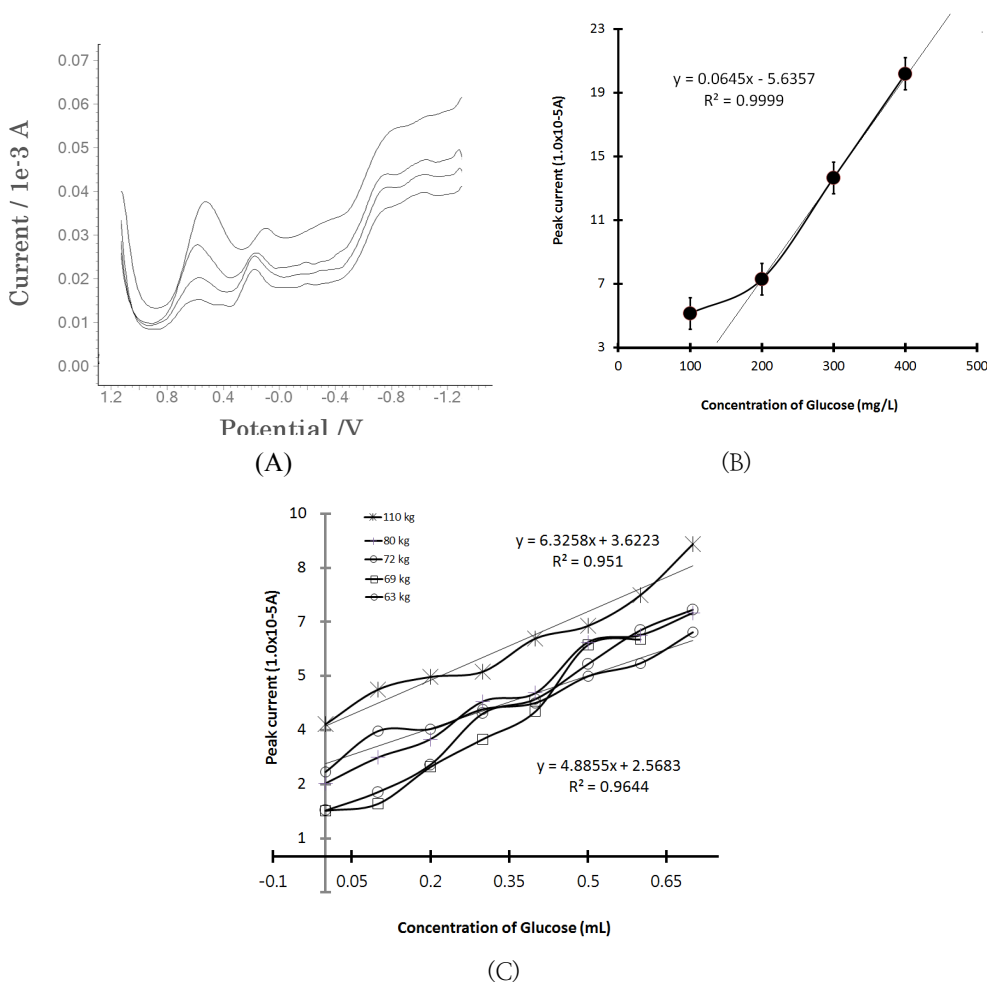 0.07
0.06
0.05
0.04
0.03
0.02
0.01
0.00
Current / 1e-3 A
1.2 0.8 0.4 -0.0 -0.4 -0.8 -1.2
Potential /V
(A)
23
19
15
11
7
3
Peak current (1.0x10-5A)
y = 0.0645x - 5.6357
R² = 0.9999
0 100 200 300 400 500
Concentration of Glucose (mg/L)
(B)
10
8
7
5
4
2
1
Peak current (1.0x10-5A)
110 kg
80 kg
72 kg
69 kg
63 kg
y = 6.3258x + 3.6223
R² = 0.951
y = 4.8855x + 2.5683
R² = 0.9644
-0.1 0.05 0.2 0.35 0.5 0.65
Concentration of Glucose (mL)
(C)